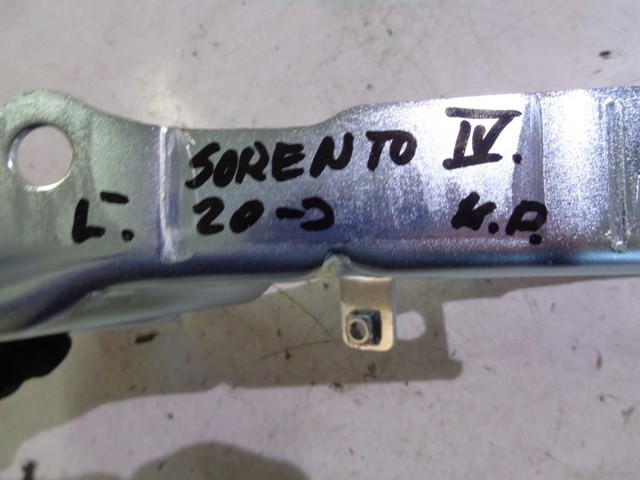 SORENTO IV.
L. 20-> K.P.